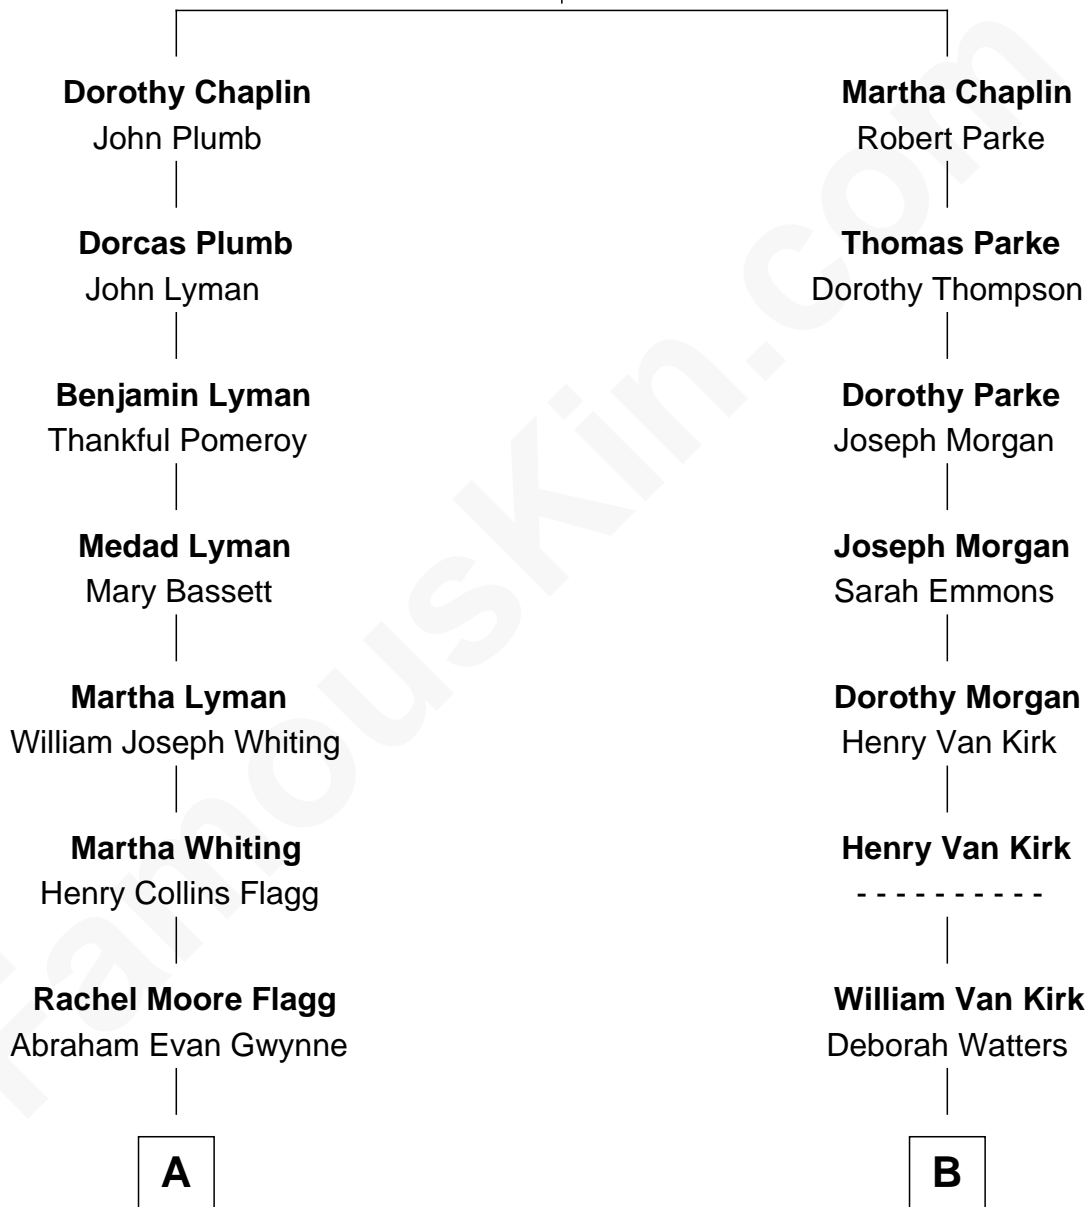 Dorothy Chaplin
John Plumb
Martha Chaplin
Robert Parke
Dorcas Plumb
John Lyman
Thomas Parke
Dorothy Thompson
Benjamin Lyman
Thankful Pomeroy
Dorothy Parke
Joseph Morgan
Medad Lyman
Mary Bassett
Joseph Morgan
Sarah Emmons
Martha Lyman
William Joseph Whiting
Dorothy Morgan
Henry Van Kirk
Martha Whiting
Henry Collins Flagg
Henry Van Kirk
- - - - - - - - - -
Rachel Moore Flagg
Abraham Evan Gwynne
William Van Kirk
Deborah Watters
A
B
FamousKin.com